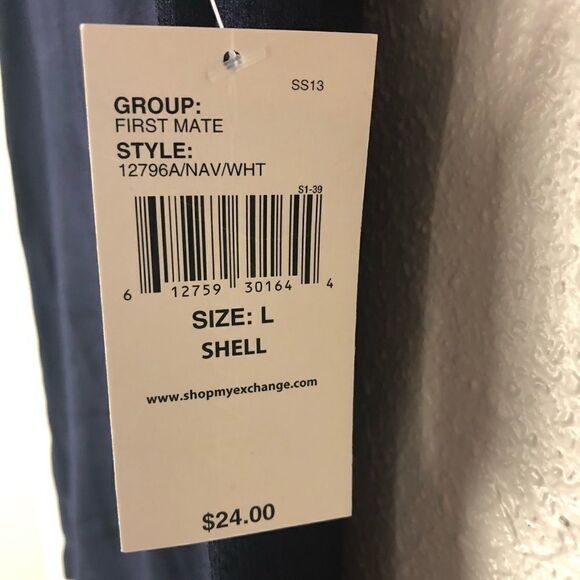 SS13
GROUP:
FIRST MATE
STYLE:
12796A/NAV/WHT
S1-39
6 12759 30164 4
SIZE: L
SHELL
www.shopmyexchange.com
$24.00